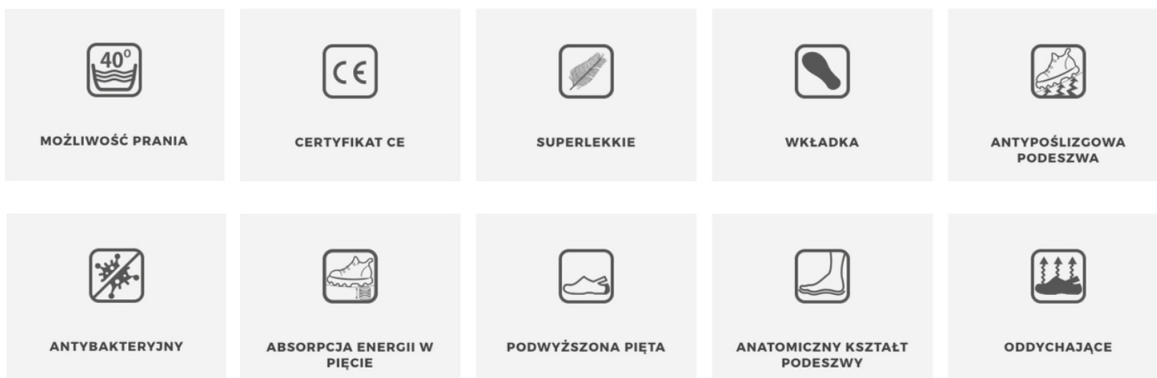 40°
CE
MOŻLIWOŚĆ PRANIA
CERTYFIKAT CE
SUPERLEKKIE
WKŁADKA
ANTYPOŚLIZGOWA
PODESZWA
ANTYBAKTERYJNY
ABSORPCJA ENERGII W
PIĘCIE
PODWYŻSZONA PIĘTA
ANATOMICZNY KSZTAŁT
PODESZWY
ODDYCHAJĄCE